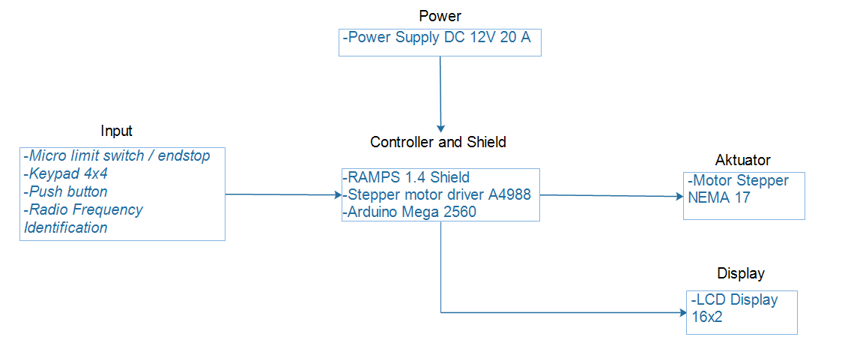 Power
-Power Supply DC 12V 20 A
Input
-Micro limit switch / endstop
-Keypad 4x4
-Push button
-Radio Frequency
Identification
Controller and Shield
-RAMPS 1.4 Shield
-Stepper motor driver A4988
-Arduino Mega 2560
Aktuator
-Motor Stepper
NEMA 17
Display
-LCD Display
16x2